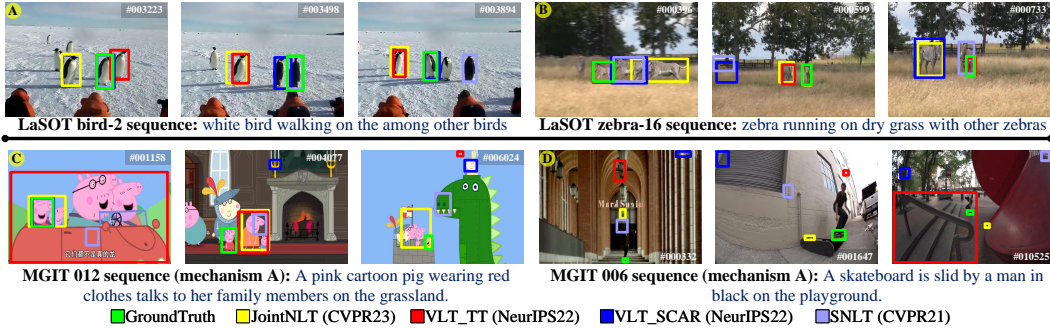 A #003223 #003498 #003894
B #000396 #000599 #000733
LaSOT bird-2 sequence: white bird walking on the among other birds
LaSOT zebra-16 sequence: zebra running on dry grass with other zebras
C #001158 #004077 #006024
D MardSpain #000332 #001647 #010525
MGIT 012 sequence (mechanism A): A pink cartoon pig wearing red
clothes talks to her family members on the grassland.
MGIT 006 sequence (mechanism A): A skateboard is slid by a man in
black on the playground.
GroundTruth JointNLT (CVPR23) VLT_TT (NeurIPS22) VLT_SCAR (NeurIPS22) SNLT (CVPR21)